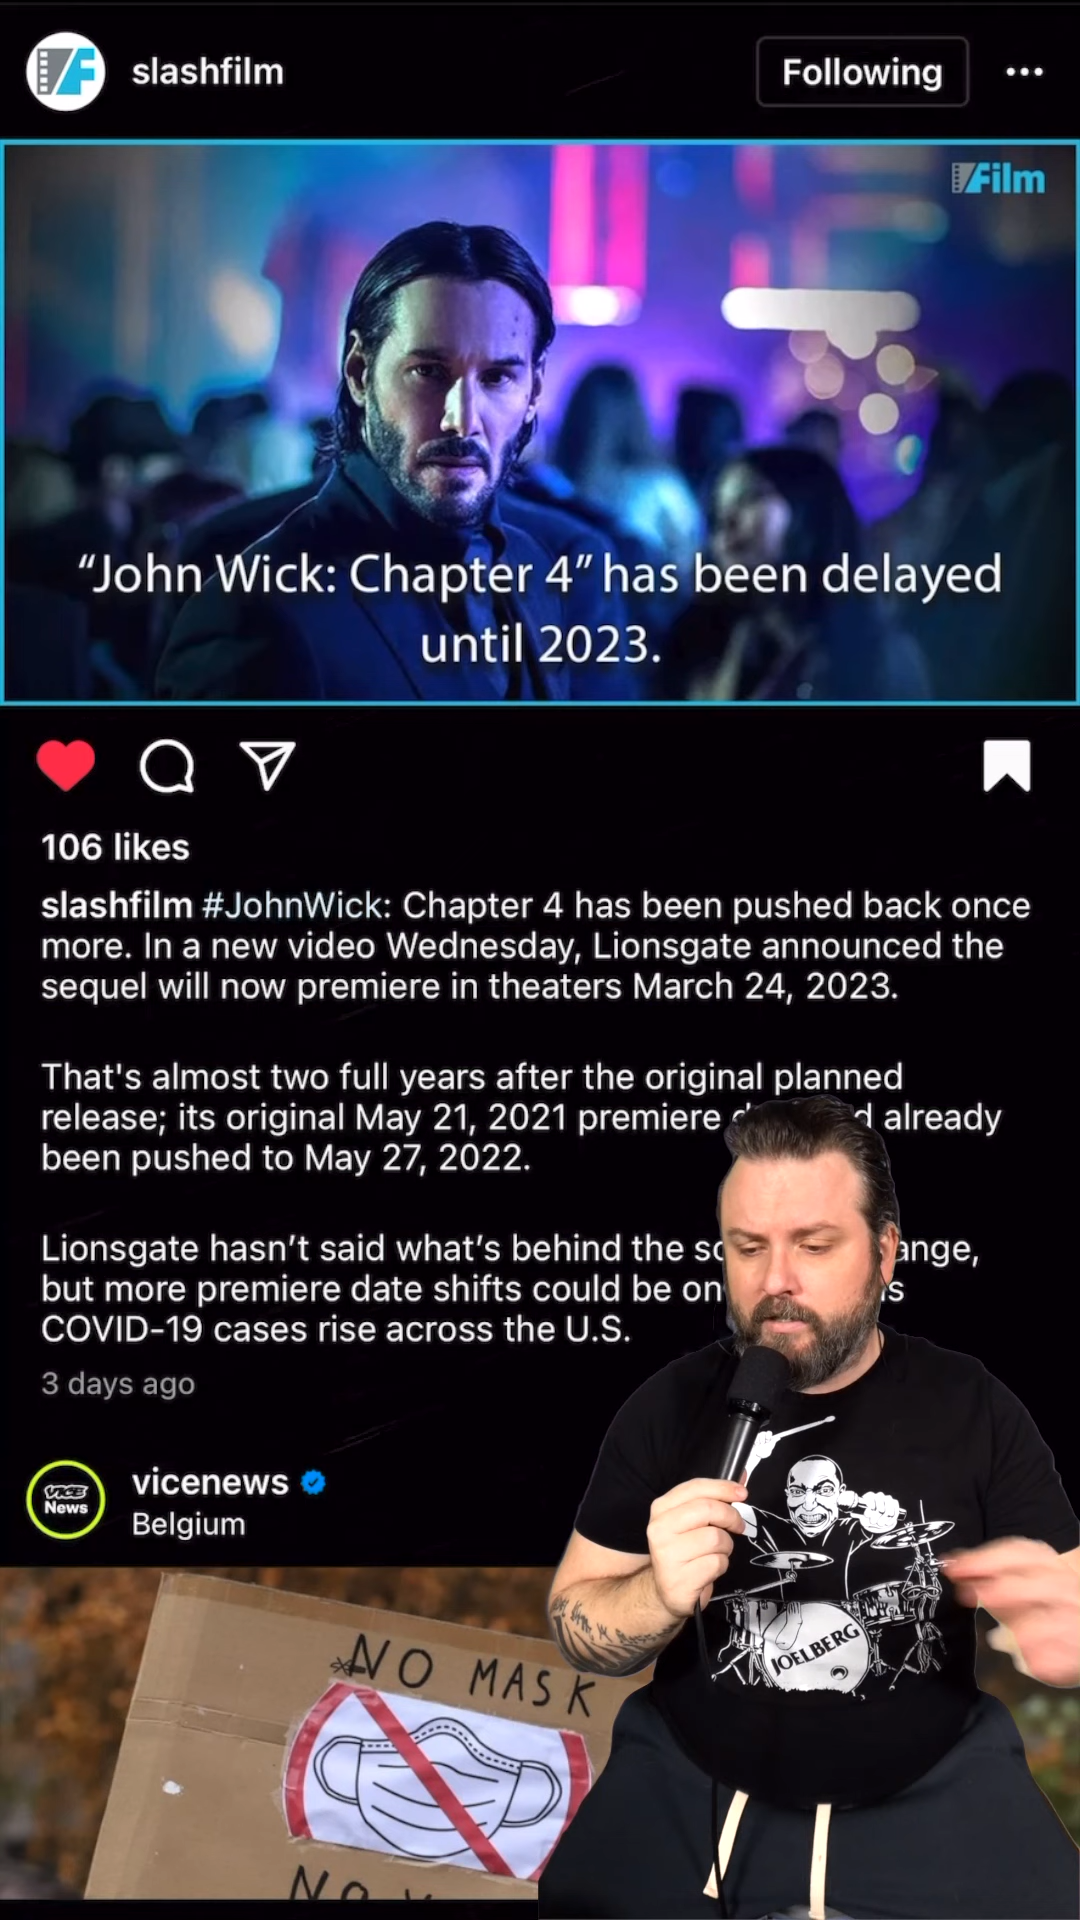 slashfilm
Following
/Film
“John Wick: Chapter 4” has been delayed
until 2023.
106 likes
slashfilm #JohnWick: Chapter 4 has been pushed back once
more. In a new video Wednesday, Lionsgate announced the
sequel will now premiere in theaters March 24, 2023.
That's almost two full years after the original planned
release; its original May 21, 2021 premiere already
been pushed to May 27, 2022.
Lionsgate hasn’t said what’s behind the
but more premiere date shifts could be on
COVID-19 cases rise across the U.S.
3 days ago
VICE
News
vicenews
Belgium
NO MASK
JOELBERG